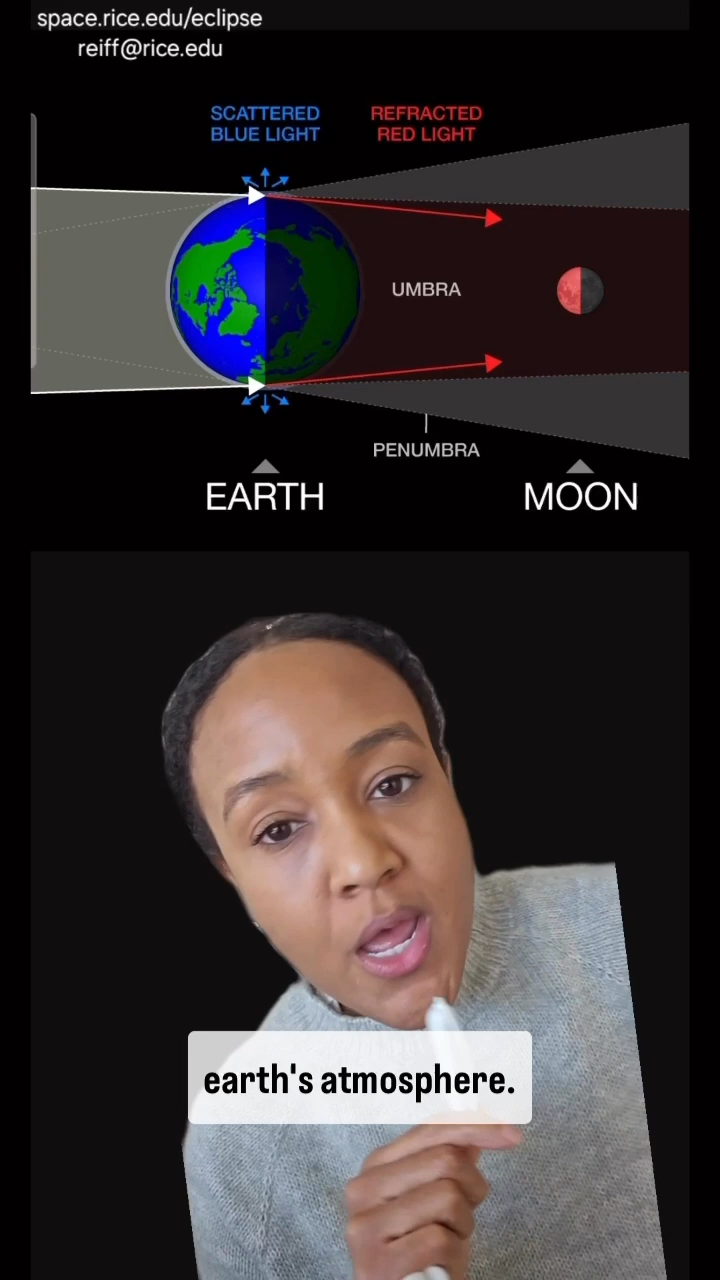 space.rice.edu/eclipse
reiff@rice.edu
SCATTERED
BLUE LIGHT
REFRACTED
RED LIGHT
UMBRA
PENUMBRA
EARTH
MOON
earth's atmosphere.